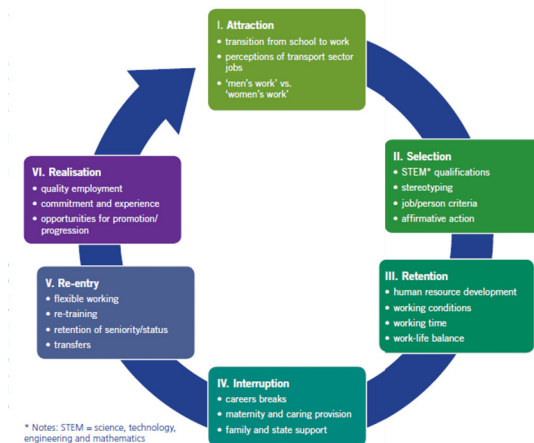 I. Attraction
• transition from school to work
• perceptions of transport sector
jobs
• ‘men’s work’ vs.
‘women’s work’
II. Selection
• STEM* qualifications
• stereotyping
• job/person criteria
• affirmative action
III. Retention
• human resource development
• working conditions
• working time
• work-life balance
IV. Interruption
• careers breaks
• maternity and caring provision
• family and state support
V. Re-entry
• flexible working
• re-training
• retention of seniority/status
• transfers
VI. Realisation
• quality employment
• commitment and experience
• opportunities for promotion/
progression
* Notes: STEM = science, technology,
engineering and mathematics